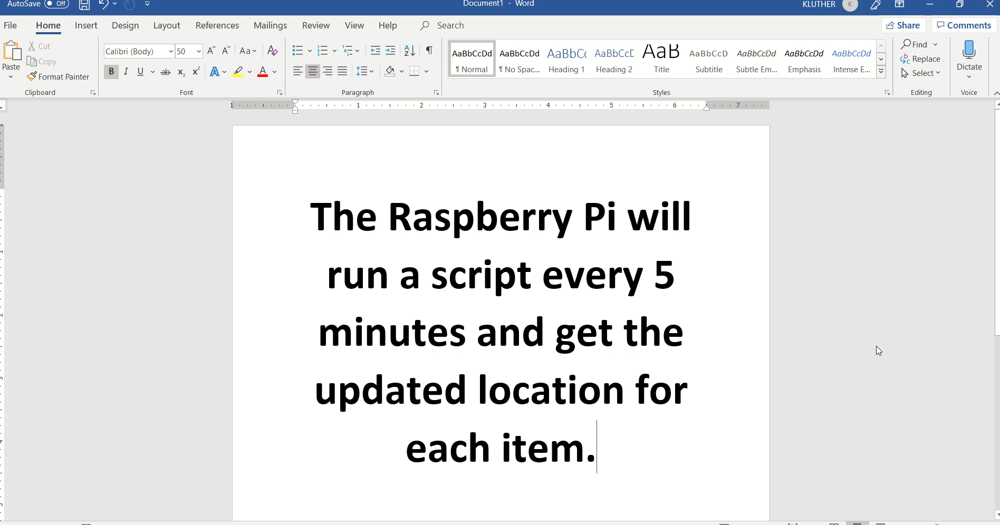 AutoSave Off Document1 - Word KLUTHER K
File Home Insert Design Layout References Mailings Review View Help Search Share Comments
Paste Cut Copy Format Painter
Calibri (Body) 50 Aa
B I U ab x₂ x² A A
AaBbCcDd AaBbCcDd AaBbCc AaBbCcD AaB AaBbCcD AaBbCcDd AaBbCcDd AaBbCcDd
¶ Normal ¶ No Spac... Heading 1 Heading 2 Title Subtitle Subtle Em... Emphasis Intense E...
Find Replace Select
Dictate
Clipboard Font Paragraph Styles Editing Voice
1 1 2 3 4 5 6 7
The Raspberry Pi will
run a script every 5
minutes and get the
updated location for
each item.